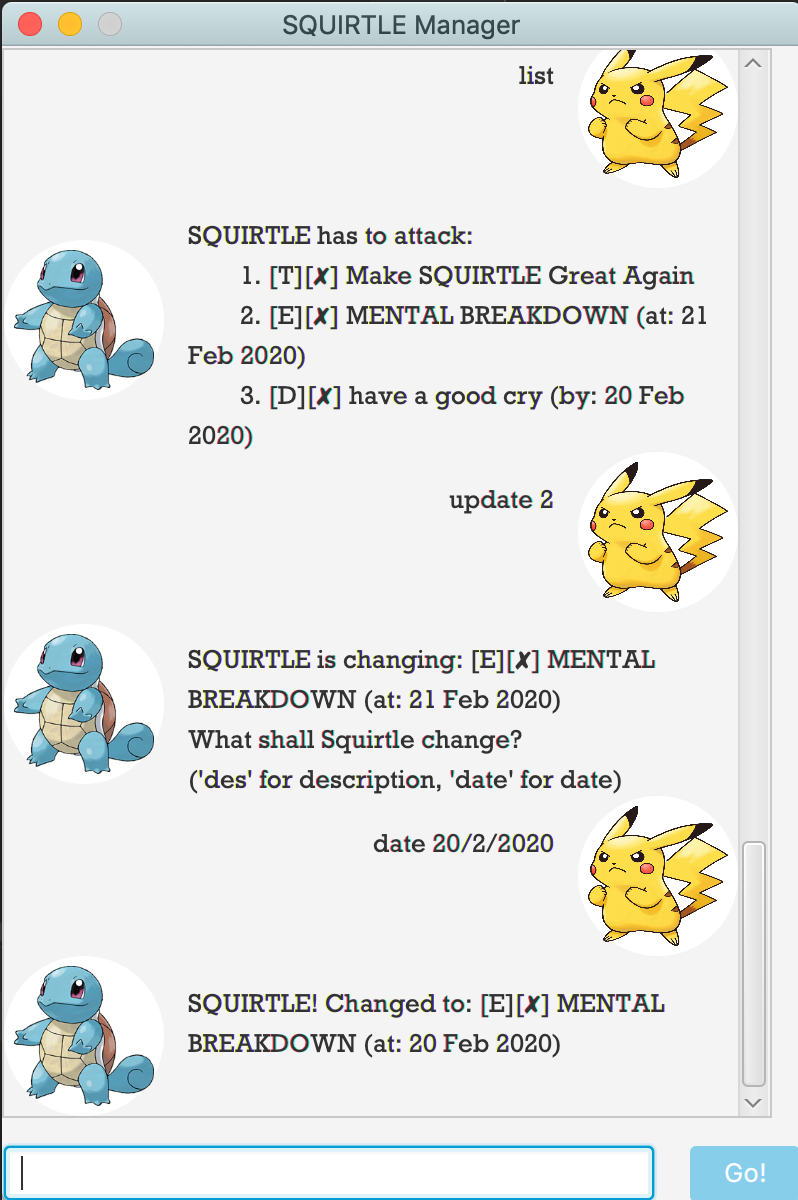 SQUIRTLE Manager
list
SQUIRTLE has to attack:
1. [T][✘] Make SQUIRTLE Great Again
2. [E][✘] MENTAL BREAKDOWN (at: 21
Feb 2020)
3. [D][✘] have a good cry (by: 20 Feb
2020)
update 2
SQUIRTLE is changing: [E][✘] MENTAL
BREAKDOWN (at: 21 Feb 2020)
What shall Squirtle change?
('des' for description, 'date' for date)
date 20/2/2020
SQUIRTLE! Changed to: [E][✘] MENTAL
BREAKDOWN (at: 20 Feb 2020)
Go!